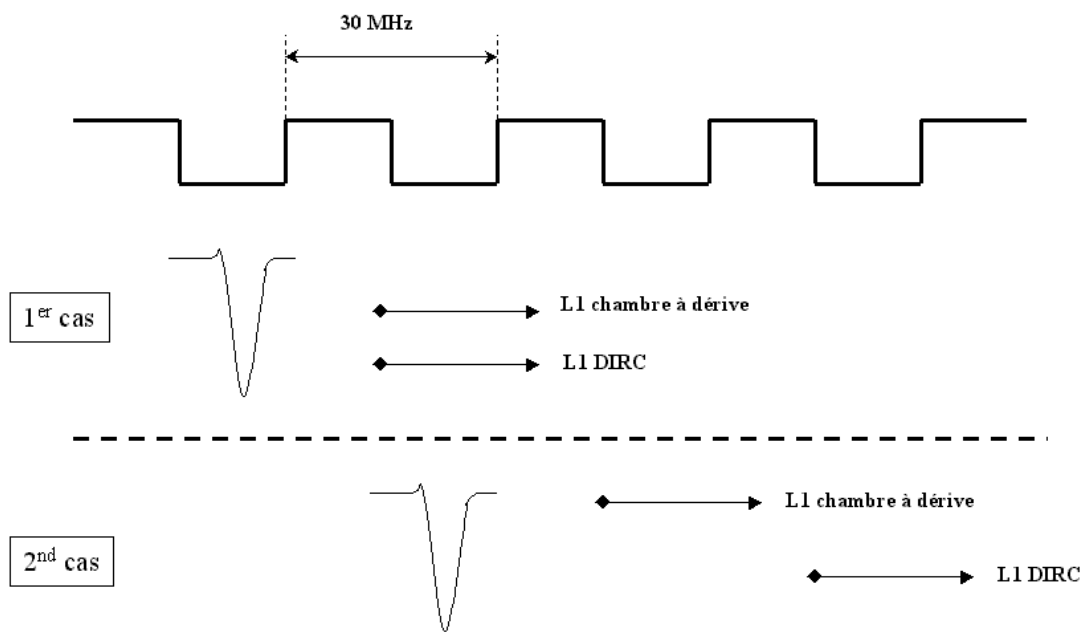 30 MHz
1er cas
L1 chambre à dérive
L1 DIRC
2nd cas
L1 chambre à dérive
L1 DIRC